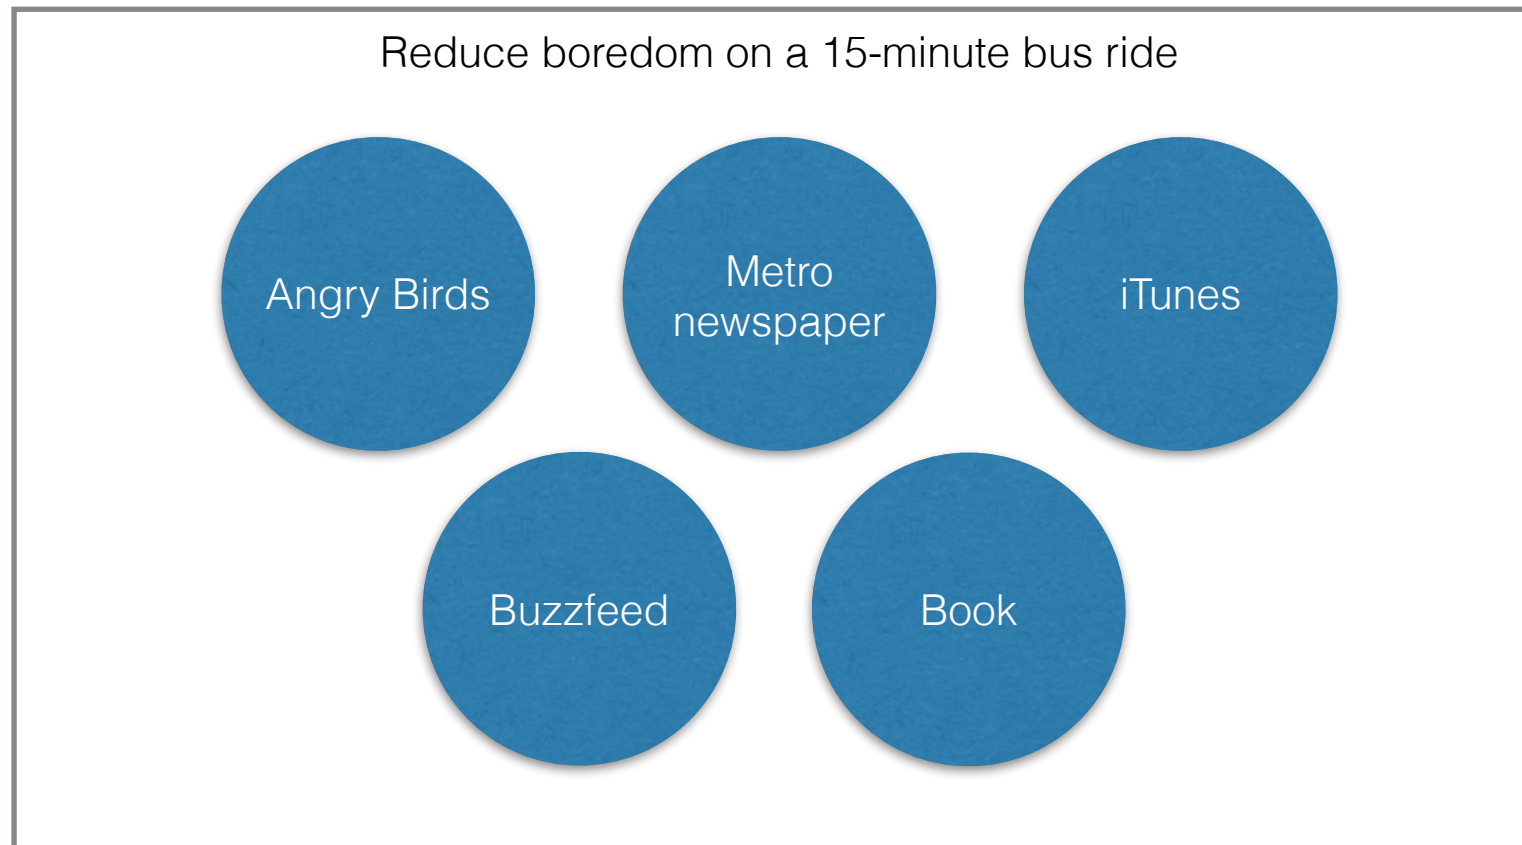 Reduce boredom on a 15-minute bus ride
Angry Birds
Metro
newspaper
iTunes
Buzzfeed
Book